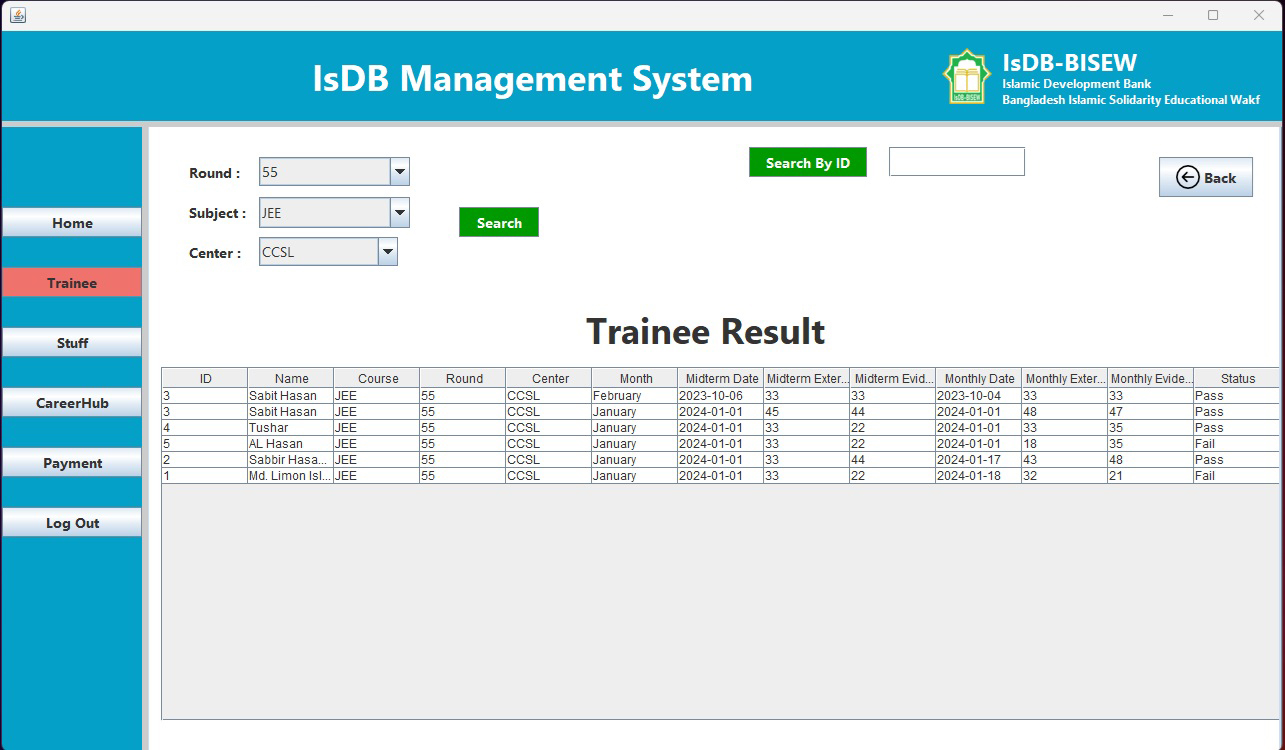 IsDB Management System
IsDB-BISEW
Islamic Development Bank
Bangladesh Islamic Solidarity Educational Wakf
Home
Trainee
Stuff
CareerHub
Payment
Log Out
Round : 55
Subject : JEE
Center : CCSL
Search
Search By ID
Back
Trainee Result
ID Name Course Round Center Month Midterm Date Midterm Exter... Midterm Evid... Monthly Date Monthly Exter... Monthly Evide... Status
3 Sabit Hasan JEE 55 CCSL February 2023-10-06 33 33 2023-10-04 33 33 Pass
3 Sabit Hasan JEE 55 CCSL January 2024-01-01 45 44 2024-01-01 48 47 Pass
4 Tushar JEE 55 CCSL January 2024-01-01 33 22 2024-01-01 33 35 Pass
5 AL Hasan JEE 55 CCSL January 2024-01-01 33 22 2024-01-01 18 35 Fail
2 Sabbir Hasa... JEE 55 CCSL January 2024-01-01 33 44 2024-01-17 43 48 Pass
1 Md. Limon Isl... JEE 55 CCSL January 2024-01-01 33 22 2024-01-18 32 21 Fail